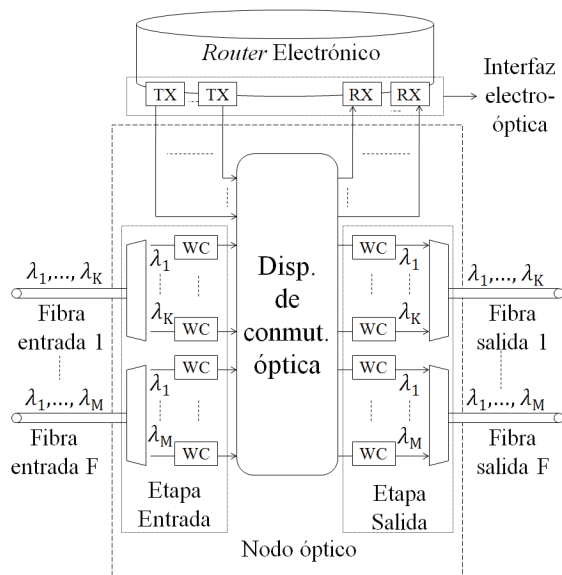 Router Electrónico
TX
TX
RX
RX
Interfaz
electro-
óptica
WC
λ1
λ1,..., λK
Fibra
entrada 1
λK
WC
WC
λ1
λ1,..., λM
Fibra
entrada F
λM
WC
Etapa
Entrada
Disp.
de
conmut.
óptica
WC
λ1
WC
λK
λ1,..., λK
Fibra
salida 1
WC
λ1
WC
λM
λ1,..., λM
Fibra
salida F
Etapa
Salida
Nodo óptico